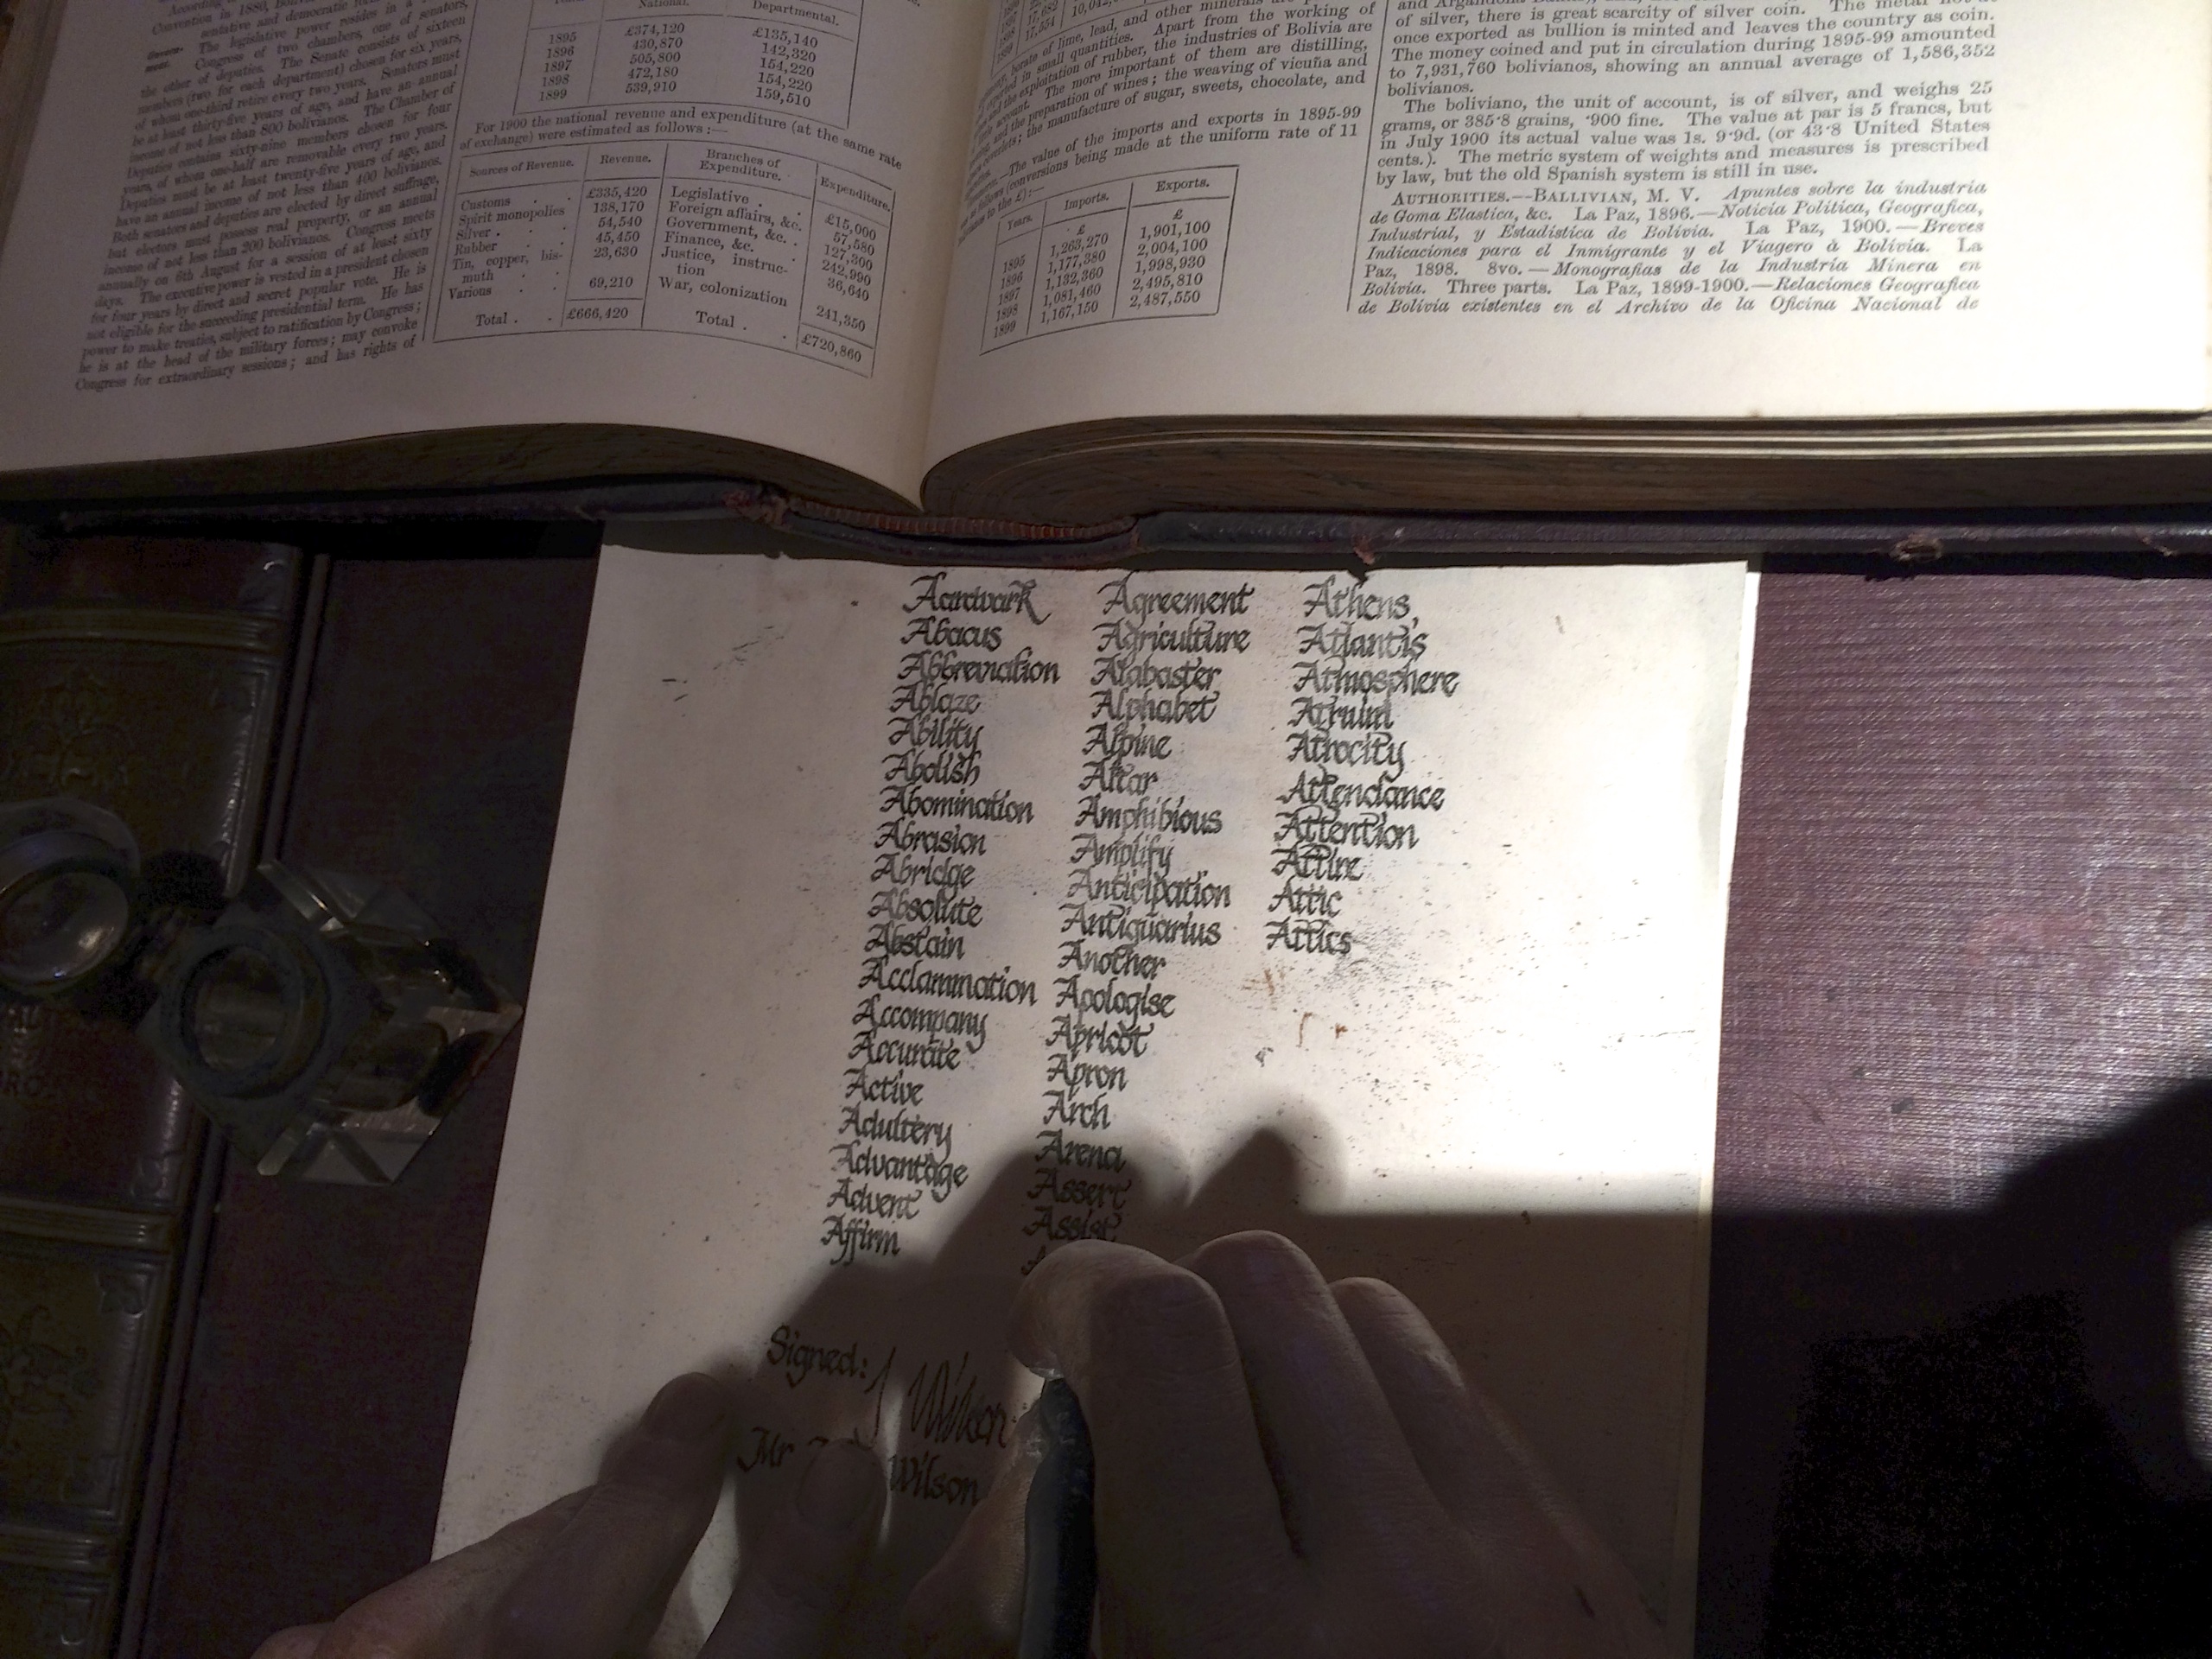 Convention in 1880,
sentative and democratic
The legislative power resides in a
Congress of two chambers, one of senators,
the other of deputies. The Senate consists of sixteen
members (two for each department) chosen for six years,
of whom one-third retire every two years. Senators must
be at least thirty-five years of age, and have an annual
income of not less than 800 bolivianos. The Chamber of
Deputies contains sixty-nine members chosen for four
years, of whom one-half are removable every two years.
Deputies must be at least twenty-five years of age, and
have an annual income of not less than 400 bolivianos.
Both senators and deputies are elected by direct suffrage,
but electors must possess real property, or an annual
income of not less than 200 bolivianos. Congress meets
annually on 6th August for a session of at least sixty
days. The executive power is vested in a president chosen
for four years by direct and secret popular vote. He is
not eligible for the succeeding presidential term. He has
power to make treaties, subject to ratification by Congress;
he is at the head of the military forces; may convoke
Congress for extraordinary sessions; and has rights of
National. Departmental.
1895 £374,120 £135,140
1896 430,870 142,320
1897 505,800 154,220
1898 472,180 154,220
1899 539,910 159,510
For 1900 the national revenue and expenditure (at the same rate
of exchange) were estimated as follows:—
Sources of Revenue. Revenue. Branches of Expenditure. Expenditure.
Customs . . £335,420 Legislative . . £15,000
Spirit monopolies 138,170 Foreign affairs, &c. 57,580
Silver . . 54,540 Government, &c. . 127,300
Rubber . . 45,450 Finance, &c. . 242,990
Tin, copper, bis- 23,630 Justice, instruc-
muth . . tion 36,640
Various . . 69,210 War, colonization 241,350
Total . . £666,420 Total . . £720,860
borate of lime, lead, and other minerals
exported in small quantities. Apart from the working of
the exploitation of rubber, the industries of Bolivia are
account. The more important of them are distilling,
and the preparation of wines; the weaving of vicuña and
the manufacture of sugar, sweets, chocolate, and
The value of the imports and exports in 1895-99
as follows (conversions being made at the uniform rate of 11
to the £):—
Years. Imports. Exports.
£ £
1895 1,263,270 1,901,100
1896 1,177,380 2,004,100
1897 1,132,360 1,998,930
1898 1,081,460 2,495,810
1899 1,167,150 2,487,550
of silver, there is great scarcity of silver coin. The metal
once exported as bullion is minted and leaves the country as coin.
The money coined and put in circulation during 1895-99 amounted
to 7,931,760 bolivianos, showing an annual average of 1,586,352
bolivianos.
The boliviano, the unit of account, is of silver, and weighs 25
grams, or 385·8 grains, ·900 fine. The value at par is 5 francs, but
in July 1900 its actual value was 1s. 9·9d. (or 43·8 United States
cents.). The metric system of weights and measures is prescribed
by law, but the old Spanish system is still in use.
AUTHORITIES.—BALLIVIAN, M. V. Apuntes sobre la industria
de Goma Elastica, &c. La Paz, 1896.—Noticia Politica, Geografica,
Industrial, y Estadistica de Bolivia. La Paz, 1900.—Breves
Indicaciones para el Inmigrante y el Viagero à Bolivia. La
Paz, 1898. 8vo.—Monografias de la Industria Minera en
Bolivia. Three parts. La Paz, 1899-1900.—Relaciones Geografica
de Bolivia existentes en el Archivo de la Oficina Nacional de
Aardvark
Abacus
Abbreviation
Ablaze
Ability
Abolish
Abomination
Abrasion
Abridge
Absolute
Abstain
Acclammation
Accompany
Accurate
Active
Adultery
Advantage
Advent
Affirm
Agreement
Agriculture
Alabaster
Alphabet
Alpine
Altar
Amphibious
Amplify
Anticipation
Antiquarius
Another
Apologise
Apricot
Apron
Arch
Arena
Assert
Assist
Athens,
Atlantis
Atmosphere
Atrium
Atrocity
Attendance
Attention
Attire
Attic
Attics
Signed: J Wilson
Mr Wilson